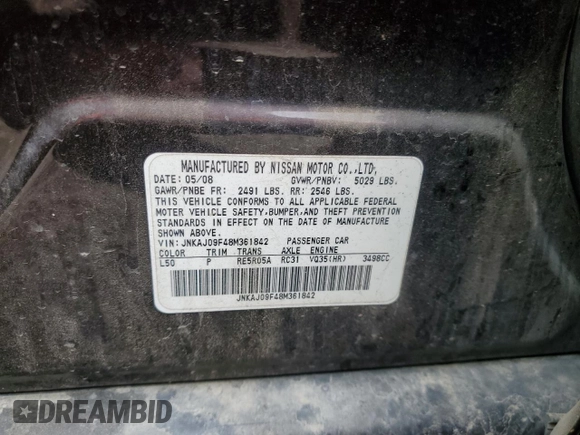 MANUFACTURED BY NISSAN MOTOR CO.,LTD.
DATE: 05/08 GVWR/PNBV: 5029 LBS.
GAWR/PNBE FR: 2491 LBS. RR: 2546 LBS.
THIS VEHICLE CONFORMS TO ALL APPLICABLE FEDERAL
MOTOR VEHICLE SAFETY,BUMPER,AND THEFT PREVENTION
STANDARDS IN EFFECT ON THE DATE OF MANUFACTURE
SHOWN ABOVE.
VIN: JNKAJ09F48M361842 PASSENGER CAR
COLOR TRIM TRANS AXLE ENGINE
L50 P RE5R05A RC31 VQ35(HR) 3498CC
JNKAJ09F48M361842
DREAMBID